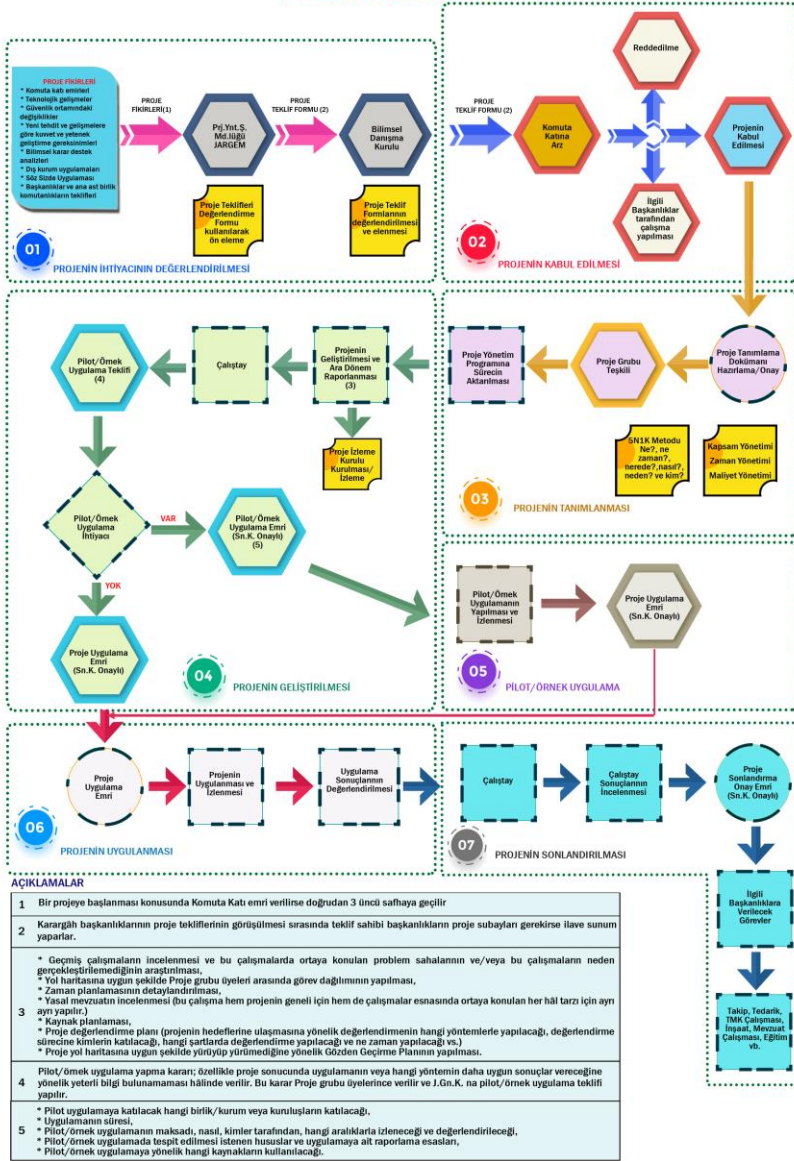 PROJE FİKİRLERİ
* Komuta katı emirleri
* Teknolojik gelişmeler
* Güvenlik ortamındaki
değişiklikler
* Yeni tehdit ve gelişmelere
göre kuvvet ve yetenek
geliştirme gereksinimleri
* Bilimsel karar destek
analizleri
* Dış kurum uygulamaları
* Söz Sizde Uygulaması
* Başkanlıklar ve ana ast birlik
komutanlıkların teklifleri
PROJE
FİKİRLERİ(1)
Prj.Ynt.Ş.
Md.lüğü
JARGEM
PROJE
TEKLİF FORMU (2)
Bilimsel
Danışma
Kurulu
Proje Teklifleri
Değerlendirme
Formu
kullanılarak
ön eleme
Proje Teklif
Formlarının
değerlendirilmesi
ve elenmesi
01
PROJENİN İHTİYACININ DEĞERLENDİRİLMESİ
PROJE
TEKLİF FORMU (2)
Komuta
Katına
Arz
Reddedilme
Projenin
Kabul
Edilmesi
İlgili
Başkanlıklar
tarafından
çalışma
yapılması
02
PROJENİN KABUL EDİLMESİ
Proje Tanımlama
Dokümanı
Hazırlama/Onay
Proje Grubu
Teşkili
Proje Yönetim
Programına
Sürecin
Aktarılması
5N1K Metodu
Ne?, ne
zaman?,
nerede?,nasıl?,
neden? ve kim?
Kapsam Yönetimi
Zaman Yönetimi
Maliyet Yönetimi
03
PROJENİN TANIMLANMASI
Projenin
Geliştirilmesi ve
Ara Dönem
Raporlanması
(3)
Çalıştay
Pilot/Örnek
Uygulama Teklifi
(4)
Proje İzleme
Kurulu
Kurulması/
İzleme
Pilot/Örnek
Uygulama
İhtiyacı
VAR
Pilot/Örnek
Uygulama Emri
(Sn.K. Onaylı)
(5)
YOK
Proje Uygulama
Emri
(Sn.K. Onaylı)
04
PROJENİN GELİŞTİRİLMESİ
Pilot/Örnek
Uygulamanın
Yapılması ve
İzlenmesi
Proje Uygulama
Emri
(Sn.K. Onaylı)
05
PİLOT/ÖRNEK UYGULAMA
Proje
Uygulama
Emri
Projenin
Uygulanması ve
İzlenmesi
Uygulama
Sonuçlarının
Değerlendirilmesi
06
PROJENİN UYGULANMASI
Çalıştay
Çalıştay
Sonuçlarının
İncelenmesi
Proje
Sonlandırma
Onay Emri
(Sn.K. Onaylı)
07
PROJENİN SONLANDIRILMASI
İlgili
Başkanlıklara
Verilecek
Görevler
Takip, Tedarik,
TMK Çalışması,
İnşaat, Mevzuat
Çalışması, Eğitim
vb.
AÇIKLAMALAR
1 Bir projeye başlanması konusunda Komuta Katı emri verilirse doğrudan 3 üncü safhaya geçilir
2 Karargâh başkanlıklarının proje tekliflerinin görüşülmesi sırasında teklif sahibi başkanlıkların proje subayları gerekirse ilave sunum
yaparlar.
3 * Geçmiş çalışmaların incelenmesi ve bu çalışmalarda ortaya konulan problem sahalarının ve/veya bu çalışmaların neden
gerçekleştirilemediğinin araştırılması,
* Yol haritasına uygun şekilde Proje grubu üyeleri arasında görev dağılımının yapılması,
* Zaman planlamasının detaylandırılması,
* Yasal mevzuatın incelenmesi (bu çalışma hem projenin geneli için hem de çalışmalar esnasında ortaya konulan her hâl tarzı için ayrı
ayrı yapılır.)
* Kaynak planlaması,
* Proje değerlendirme planı (projenin hedeflerine ulaşmasına yönelik değerlendirmenin hangi yöntemlerle yapılacağı, değerlendirme
sürecine kimlerin katılacağı, hangi şartlarda değerlendirme yapılacağı ve ne zaman yapılacağı vs.)
* Proje yol haritasına uygun şekilde yürüyüp yürümediğine yönelik Gözden Geçirme Planının yapılması.
4 Pilot/örnek uygulama yapma kararı; özellikle proje sonucunda uygulamanın veya hangi yöntemin daha uygun sonuçlar vereceğine
yönelik yeterli bilgi bulunamaması hâlinde verilir. Bu karar Proje grubu üyelerince verilir ve J.Gn.K. na pilot/örnek uygulama teklifi
yapılır.
5 * Pilot uygulamaya katılacak hangi birlik/kurum veya kuruluşların katılacağı,
* Uygulamanın süresi,
* Pilot/örnek uygulamanın maksadı, nasıl, kimler tarafından, hangi aralıklarla izleneceği ve değerlendirileceği,
* Pilot/örnek uygulamada tespit edilmesi istenen hususlar ve uygulamaya ait raporlama esasları,
* Pilot/örnek uygulamaya yönelik hangi kaynakların kullanılacağı.